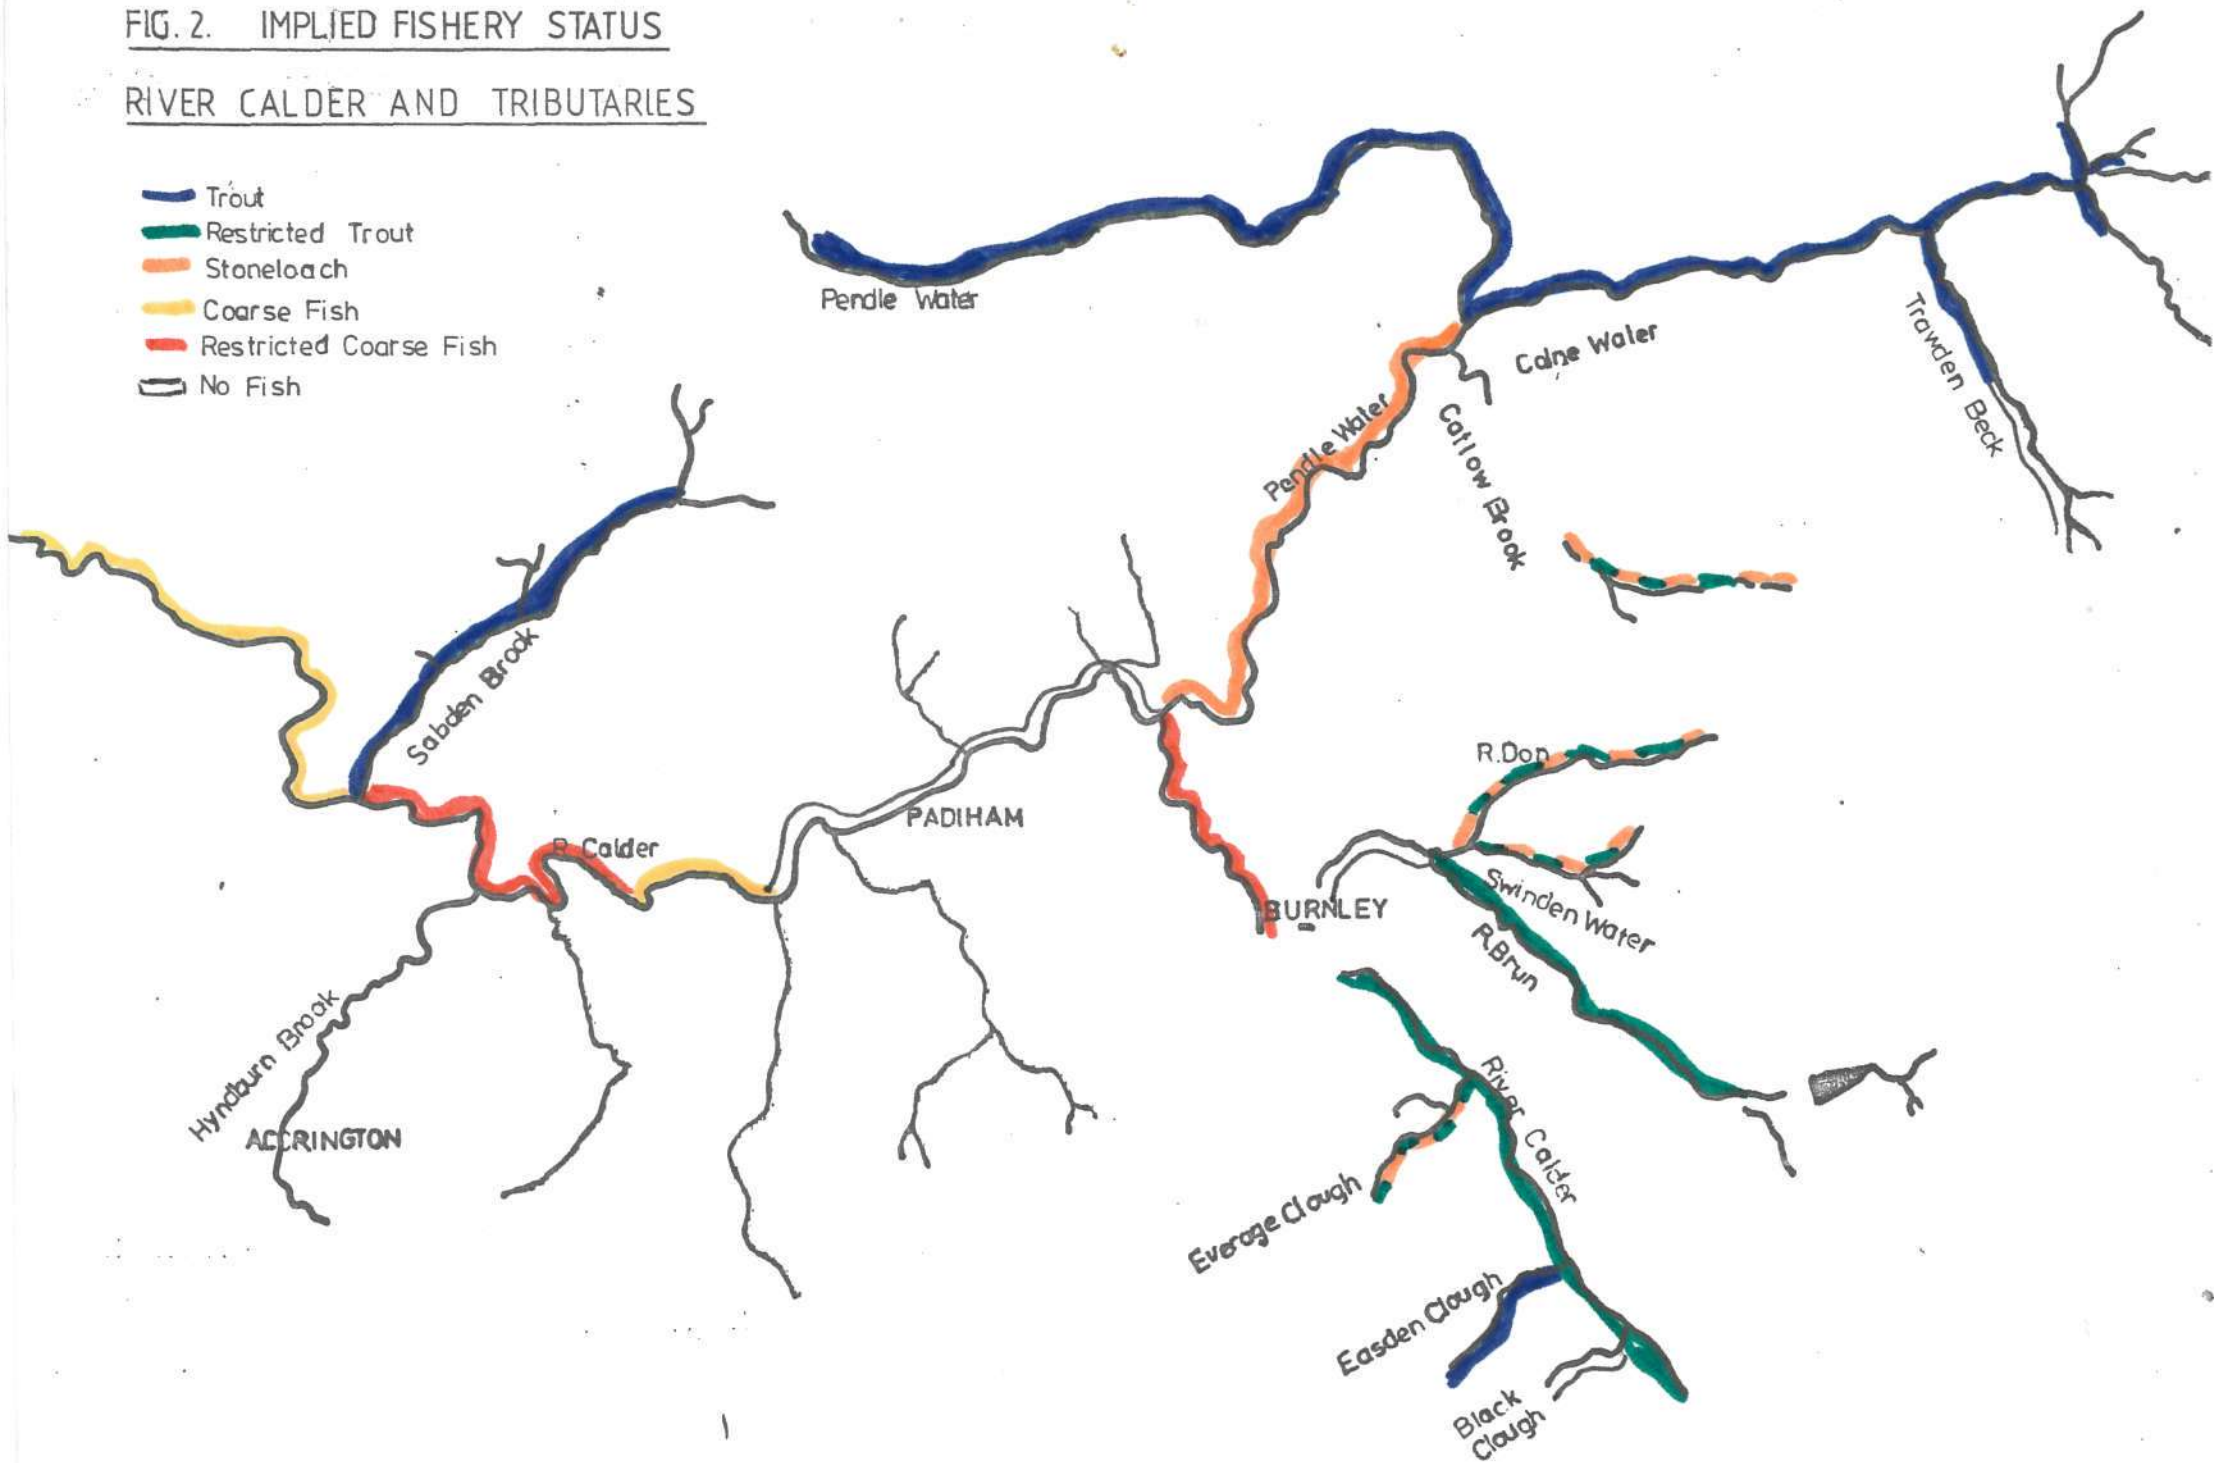 FIG. 2. IMPLIED FISHERY STATUS
RIVER CALDER AND TRIBUTARIES
Trout
Restricted Trout
Stoneloach
Coarse Fish
Restricted Coarse Fish
No Fish
Pendle Water
Colne Water
Trawden Beck
Pendle Water
Catlow Brook
Sabden Brook
R. Calder
PADIHAM
R. Don
Swinden Water
BURNLEY
R. Brun
Hyndburn Brook
ACCRINGTON
River Calder
Everage Clough
Easden Clough
Black
Clough